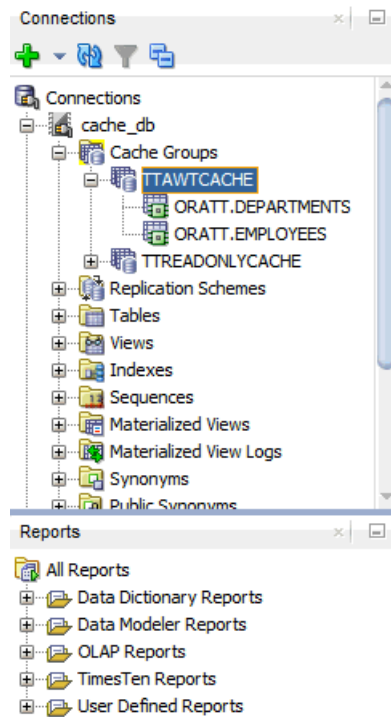 Connections
Connections
cache_db
Cache Groups
TTAWTCACHE
ORATT.DEPARTMENTS
ORATT.EMPLOYEES
TTREADONLYCACHE
Replication Schemes
Tables
Views
Indexes
Sequences
Materialized Views
Materialized View Logs
Synonyms
Public Synonyms
Reports
All Reports
Data Dictionary Reports
Data Modeler Reports
OLAP Reports
TimesTen Reports
User Defined Reports